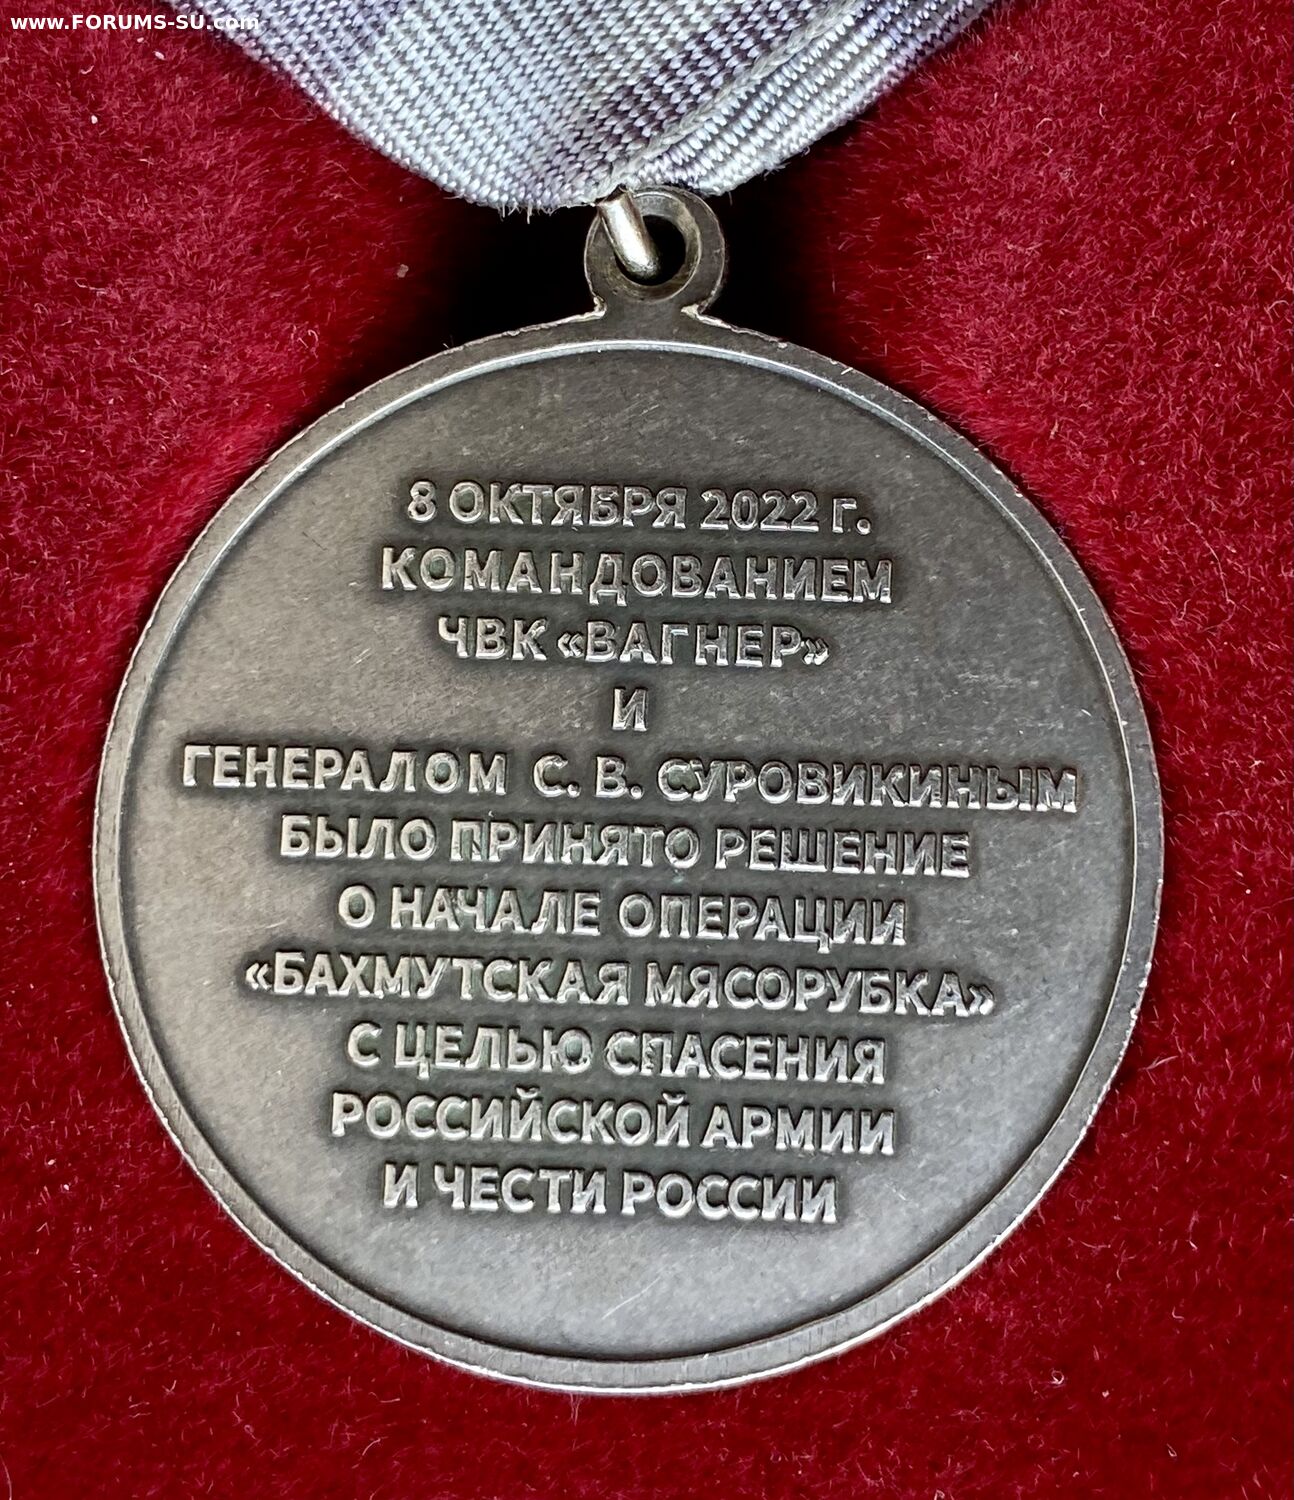 www.FORUMS-SU.com
8 ОКТЯБРЯ 2022 Г.
КОМАНДОВАНИЕМ
ЧВК «ВАГНЕР»
И
ГЕНЕРАЛОМ С. В. СУРОВИКИНЫМ
БЫЛО ПРИНЯТО РЕШЕНИЕ
О НАЧАЛЕ ОПЕРАЦИИ
«БАХМУТСКАЯ МЯСОРУБКА»
С ЦЕЛЬЮ СПАСЕНИЯ
РОССИЙСКОЙ АРМИИ
И ЧЕСТИ РОССИИ